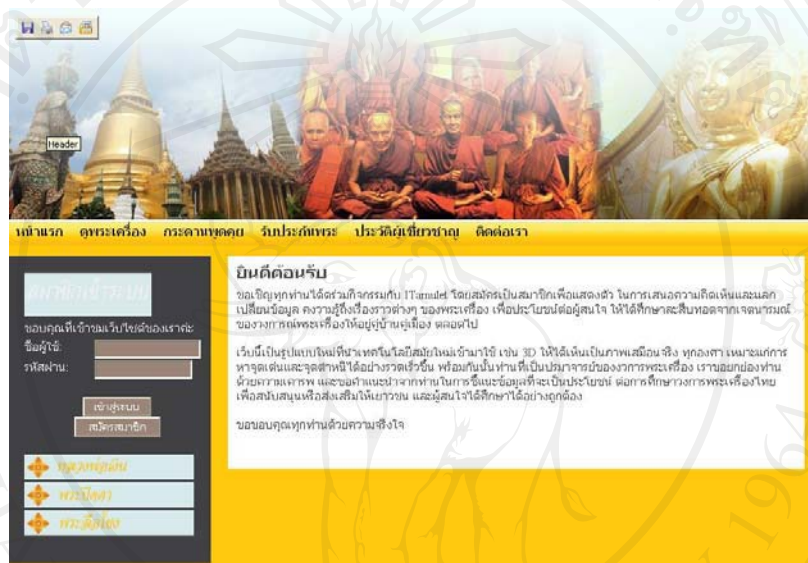 Header
หน้าแรก ดูพระเครื่อง กระดานพูดคุย รับประกันพระ ประวัติผู้เชี่ยวชาญ ติดต่อเรา
สมาชิกเข้าระบบ
ขอบคุณที่เข้าชมเว็บไซต์ของเราค่ะ
ชื่อผู้ใช้:
รหัสผ่าน:
เข้าสู่ระบบ
สมัครสมาชิก
หลวงพ่อเงิน
พระปิดตา
ยินดีต้อนรับ
ขอเชิญทุกท่านได้ร่วมกิจกรรมกับ ITamulet โดยสมัครเป็นสมาชิกเพื่อแสดงตัว ในการเสนอความคิดเห็นและแลก
เปลี่ยนข้อมูล คงความรู้ถึงเรื่องราวต่างๆ ของพระเครื่อง เพื่อประโยชน์ต่อผู้สนใจ ให้ได้ศึกษาสืบทอดจากเจตนารมณ์
ของวงการณ์พระเครื่องให้อยู่คู่บ้านคู่เมือง ตลอดไป
เว็บนี้เป็นรูปแบบใหม่ที่นำเทคโนโลยีสมัยใหม่เข้ามาใช้ เช่น 3D ให้ได้เห็นเป็นภาพเสมือนจริง ทุกองศา เหมาะแก่การ
หาจุดเด่นและจุดตำหนิได้อย่างรวดเร็วขึ้น พร้อมกันนั้นท่านที่เป็นปรมาจารย์ของวงการพระเครื่อง เราขอยกย่องท่าน
ด้วยความเคารพ และขอคำแนะนำจากท่านในการชี้แนะข้อมูลที่จะเป็นประโยชน์ ต่อการศึกษาวงการพระเครื่องไทย
เพื่อสนับสนุนหรือส่งเสริมให้เยาวชน และผู้สนใจได้ศึกษาได้อย่างถูกต้อง
ขอขอบคุณทุกท่านด้วยความจริงใจ
1964